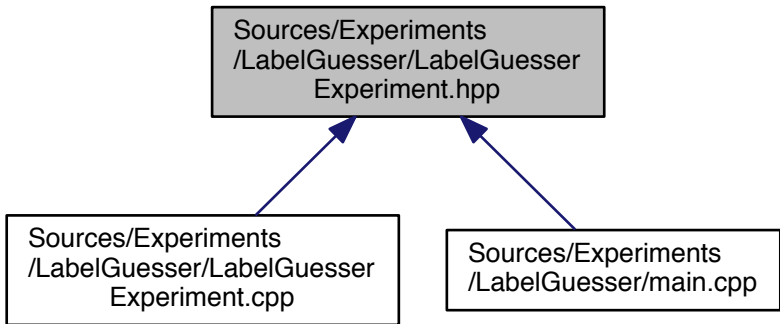 Sources/Experiments
/LabelGuesser/LabelGuesser
Experiment.hpp
Sources/Experiments
/LabelGuesser/LabelGuesser
Experiment.cpp
Sources/Experiments
/LabelGuesser/main.cpp